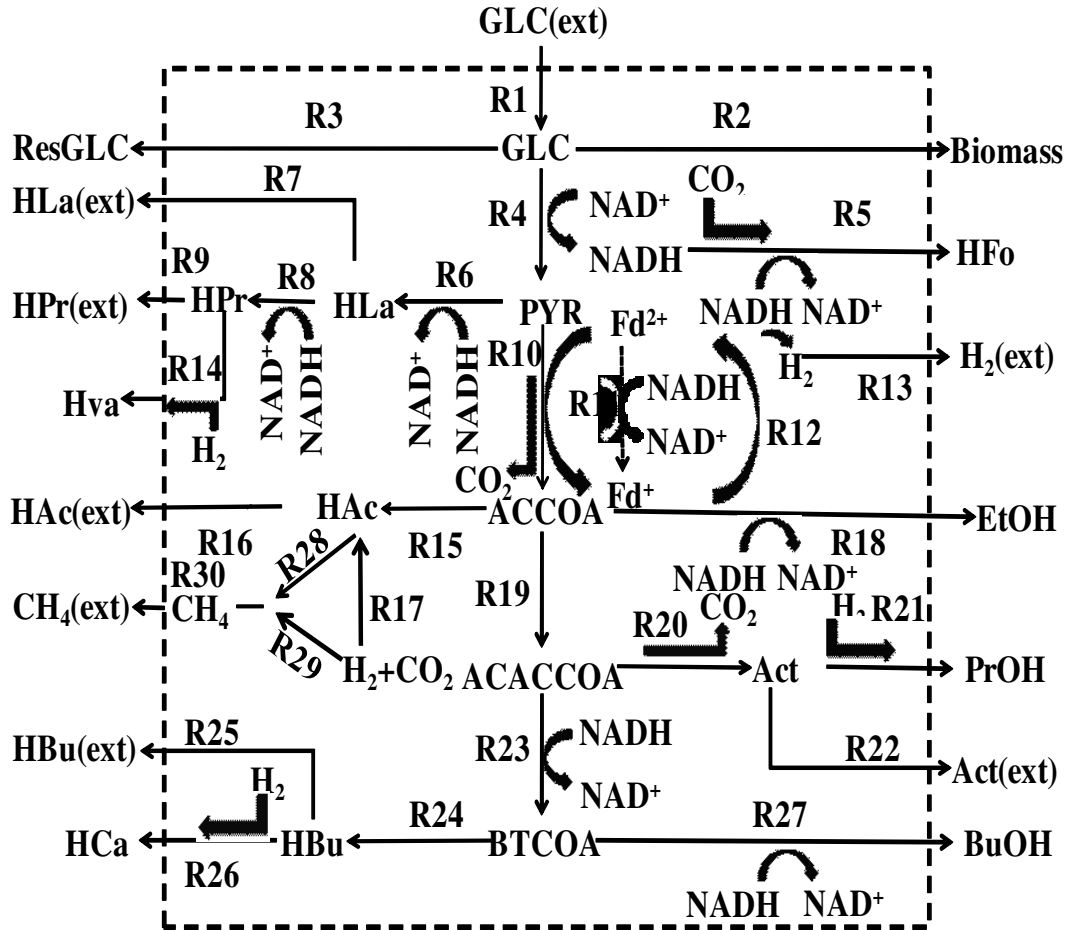 GLC(ext)
R1
R3
R2
ResGLC
GLC
Biomass
HLa(ext)
R7
R4
NAD⁺
CO₂
R5
NADH
HFo
R9
R8
R6
HPr(ext)
HPr
HLa
PYR
Fd²⁺
NADH NAD⁺
R10
H₂
H₂(ext)
R14
NAD⁺
NADH
NAD⁺
NADH
NADH
R13
Hva
R12
H₂
NAD⁺
CO₂
HAc(ext)
HAc
ACCOA
Fd⁺
EtOH
R16
R28
R15
R18
R30
NADH NAD⁺
CH₄(ext)
CH₄
R17
R19
CO₂
R20
R21
R29
H₂+CO₂
ACACCOA
Act
PrOH
HBu(ext)
R25
R23
NADH
R22
H₂
NAD⁺
Act(ext)
R24
R27
HCa
HBu
BTCOA
BuOH
R26
NADH NAD⁺